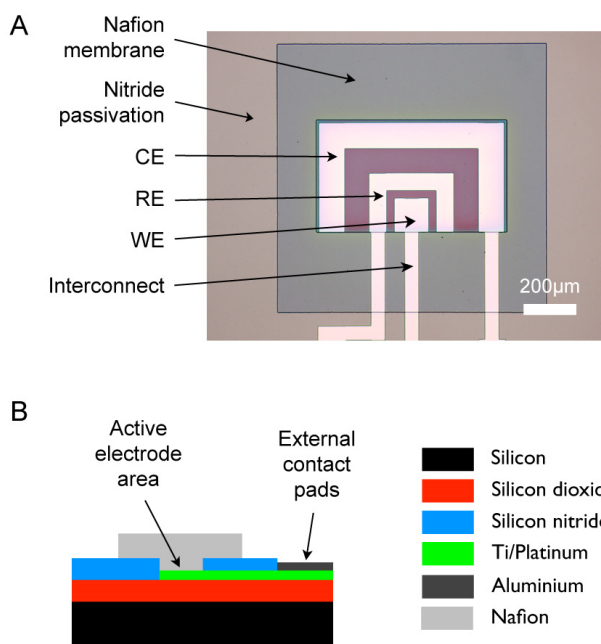 A
Nafion
membrane
Nitride
passivation
CE
RE
WE
Interconnect
200µm
B
Active
electrode
area
External
contact
pads
Silicon
Silicon dioxid
Silicon nitride
Ti/Platinum
Aluminium
Nafion